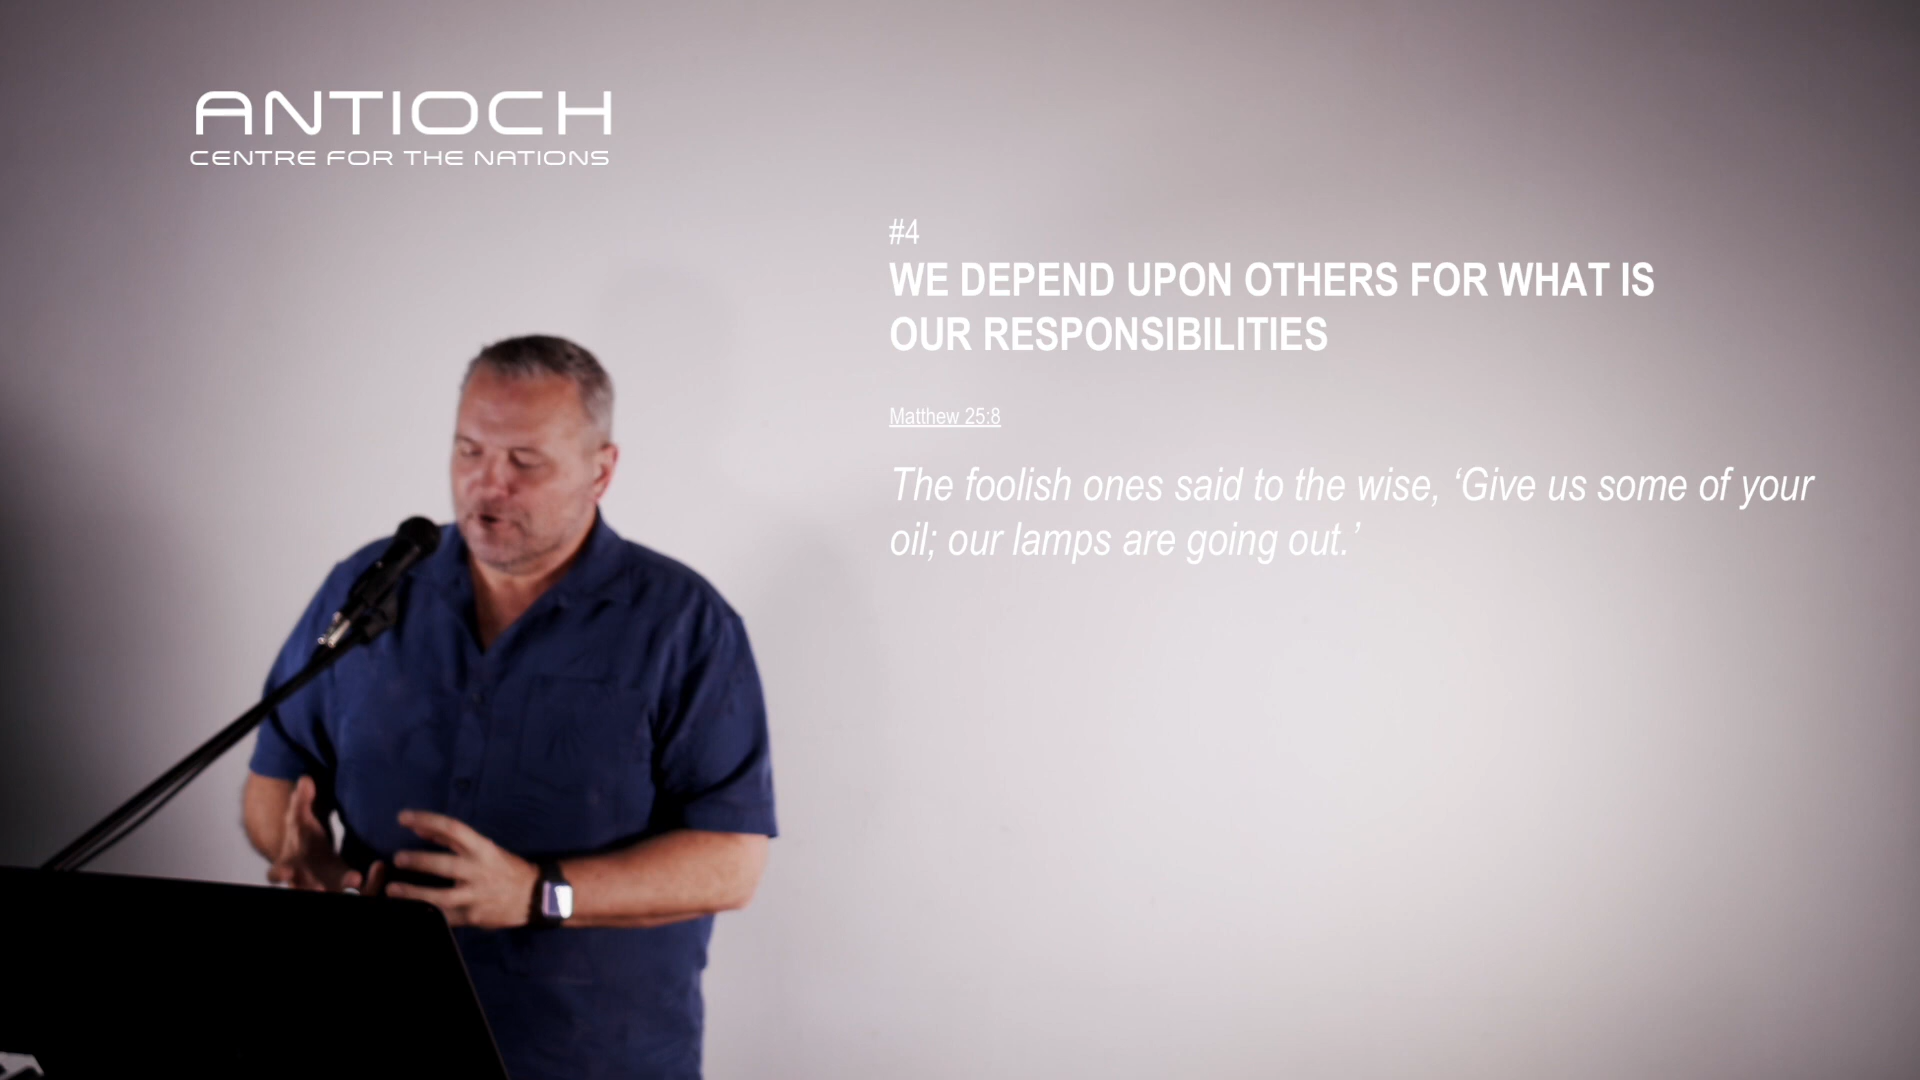 ANTIOCH
CENTRE FOR THE NATIONS
#4
WE DEPEND UPON OTHERS FOR WHAT IS
OUR RESPONSIBILITIES
Matthew 25:8
The foolish ones said to the wise, ‘Give us some of your
oil; our lamps are going out.’